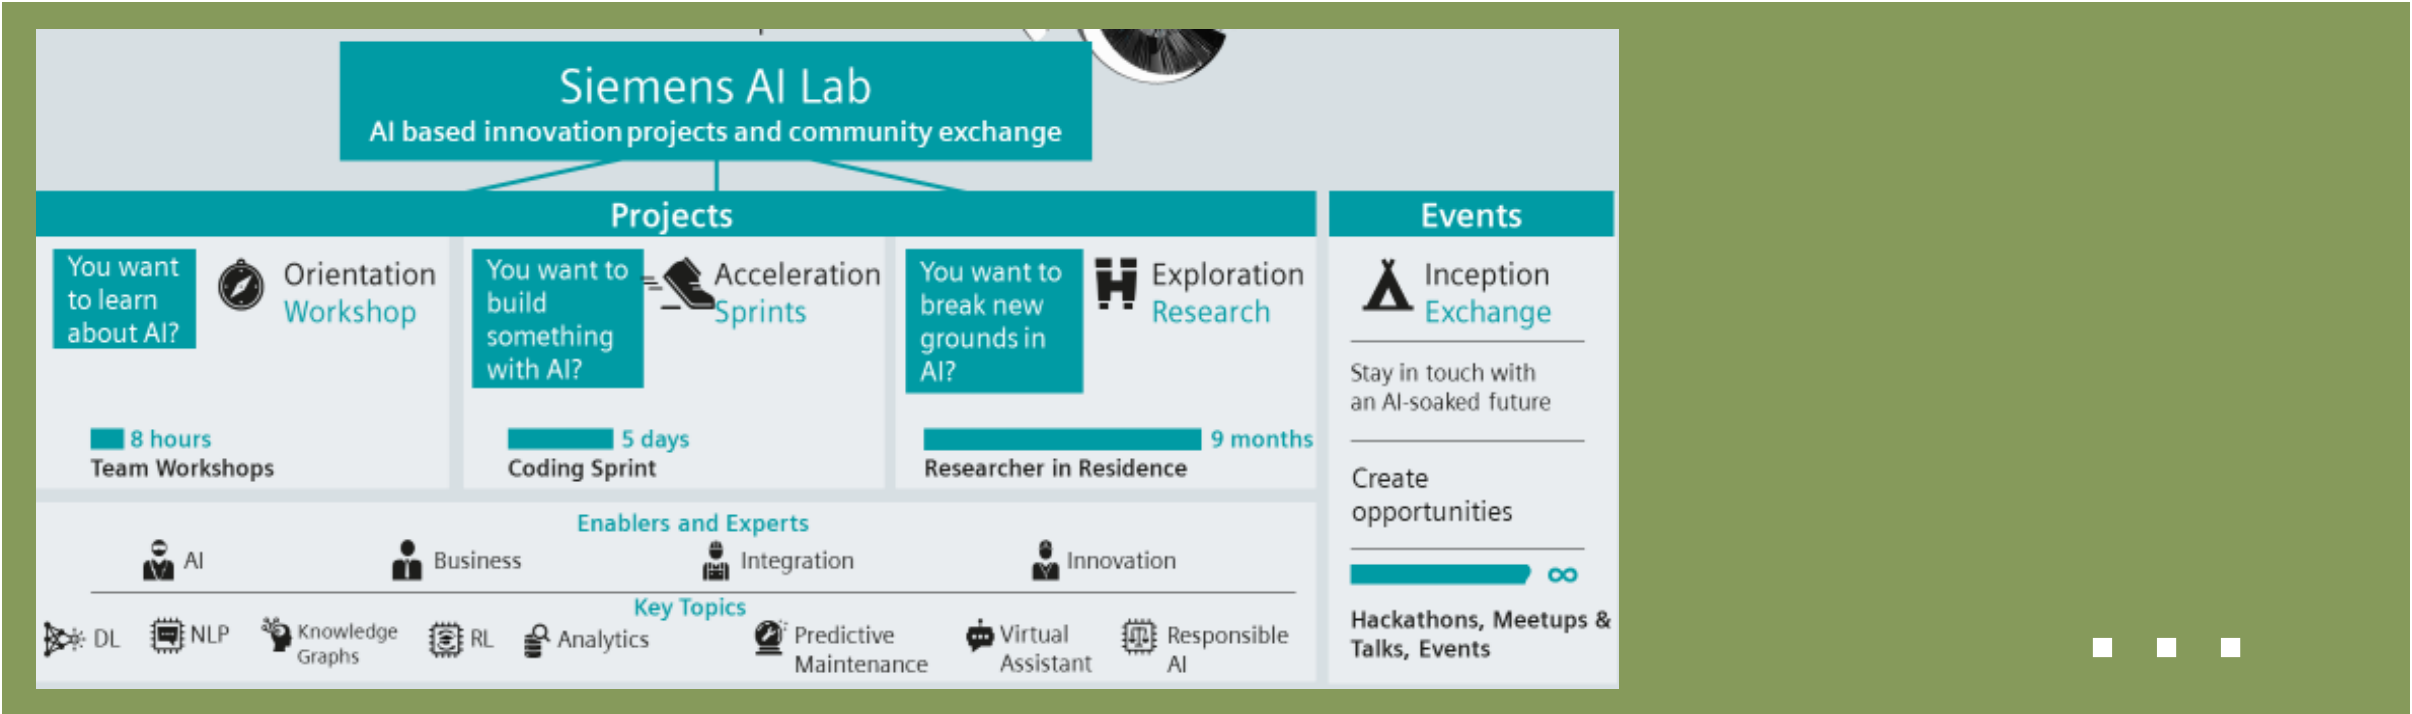 Siemens AI Lab
AI based innovation projects and community exchange
Projects
You want
to learn
about AI?
Orientation
Workshop
8 hours
Team Workshops
You want to
build
something
with AI?
Acceleration
Sprints
5 days
Coding Sprint
You want to
break new
grounds in
AI?
Exploration
Research
9 months
Researcher in Residence
Enablers and Experts
AI
Business
Integration
Innovation
Key Topics
DL
NLP
Knowledge
Graphs
RL
Analytics
Predictive
Maintenance
Virtual
Assistant
Responsible
AI
Events
Inception
Exchange
Stay in touch with
an AI-soaked future
Create
opportunities
∞
Hackathons, Meetups &
Talks, Events